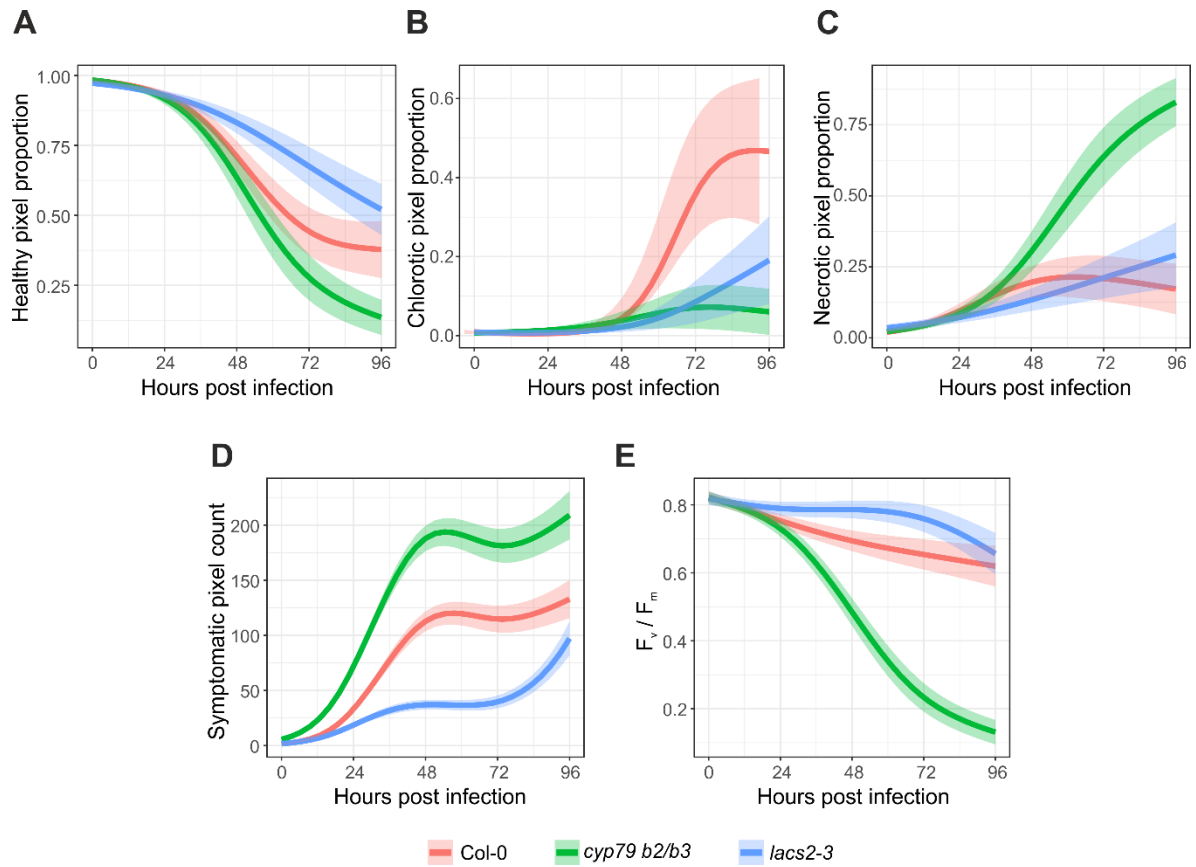 A
B
C
Healthy pixel proportion
1.00
0.75
0.50
0.25
0
24
48
72
96
Hours post infection
Chlorotic pixel proportion
0.6
0.4
0.2
0.0
0
24
48
72
96
Hours post infection
Necrotic pixel proportion
0.75
0.50
0.25
0.00
0
24
48
72
96
Hours post infection
D
E
Symptomatic pixel count
200
150
100
50
0
0
24
48
72
96
Hours post infection
Fv / Fm
0.8
0.6
0.4
0.2
0
24
48
72
96
Hours post infection
Col-0
cyp79 b2/b3
lacs2-3